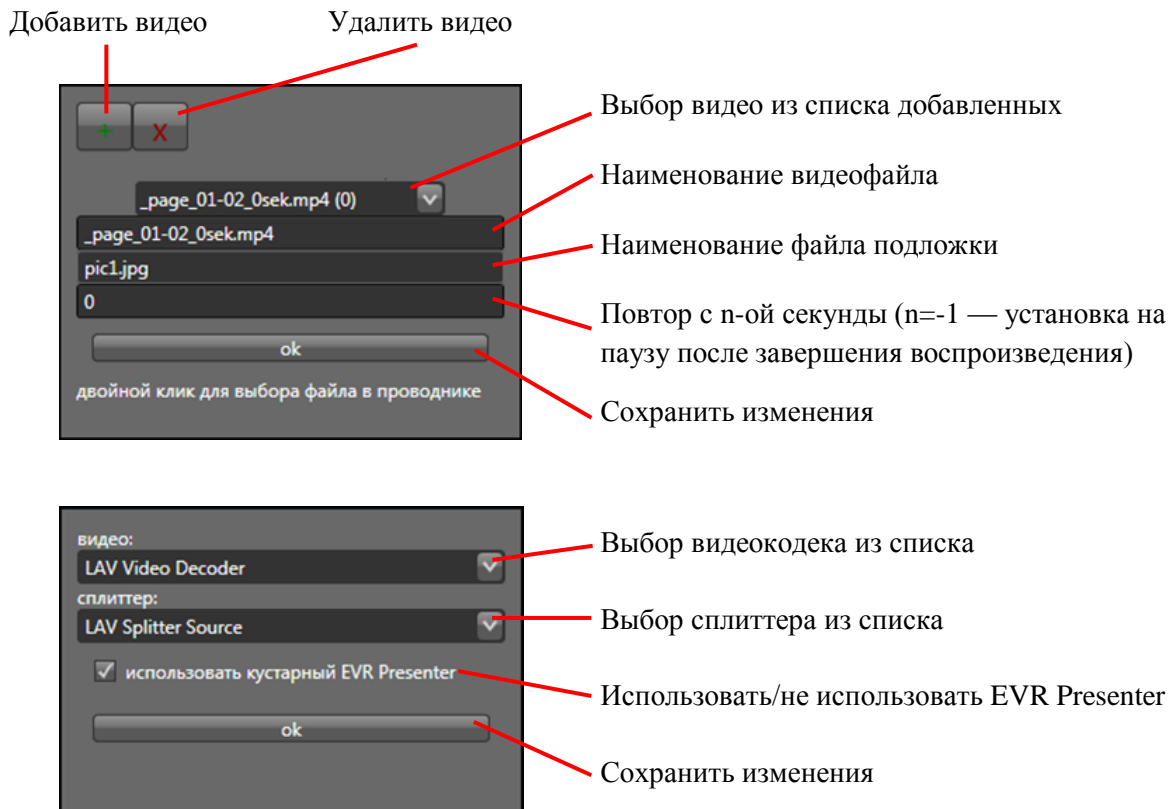 Добавить видео
Удалить видео
+
X
Выбор видео из списка добавленных
_page_01-02_0sek.mp4 (0)
Наименование видеофайла
_page_01-02_0sek.mp4
Наименование файла подложки
pic1.jpg
0
Повтор с n-ой секунды (n=-1 — установка на
паузу после завершения воспроизведения)
ok
двойной клик для выбора файла в проводнике
Сохранить изменения
видео:
LAV Video Decoder
Выбор видеокодека из списка
сплиттер:
LAV Splitter Source
Выбор сплиттера из списка
использовать кустарный EVR Presenter
Использовать/не использовать EVR Presenter
ok
Сохранить изменения